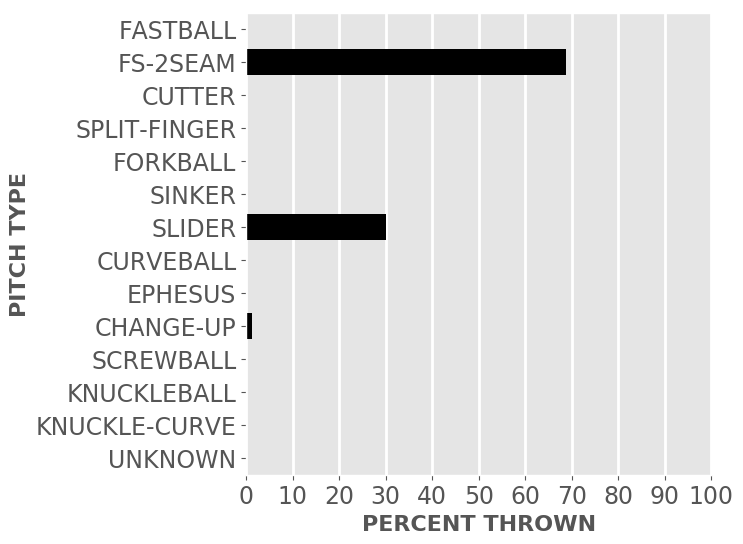 FASTBALL
FS-2SEAM
CUTTER
SPLIT-FINGER
FORKBALL
SINKER
SLIDER
CURVEBALL
EPHESUS
CHANGE-UP
SCREWBALL
KNUCKLEBALL
KNUCKLE-CURVE
UNKNOWN
PITCH TYPE
0 10 20 30 40 50 60 70 80 90 100
PERCENT THROWN